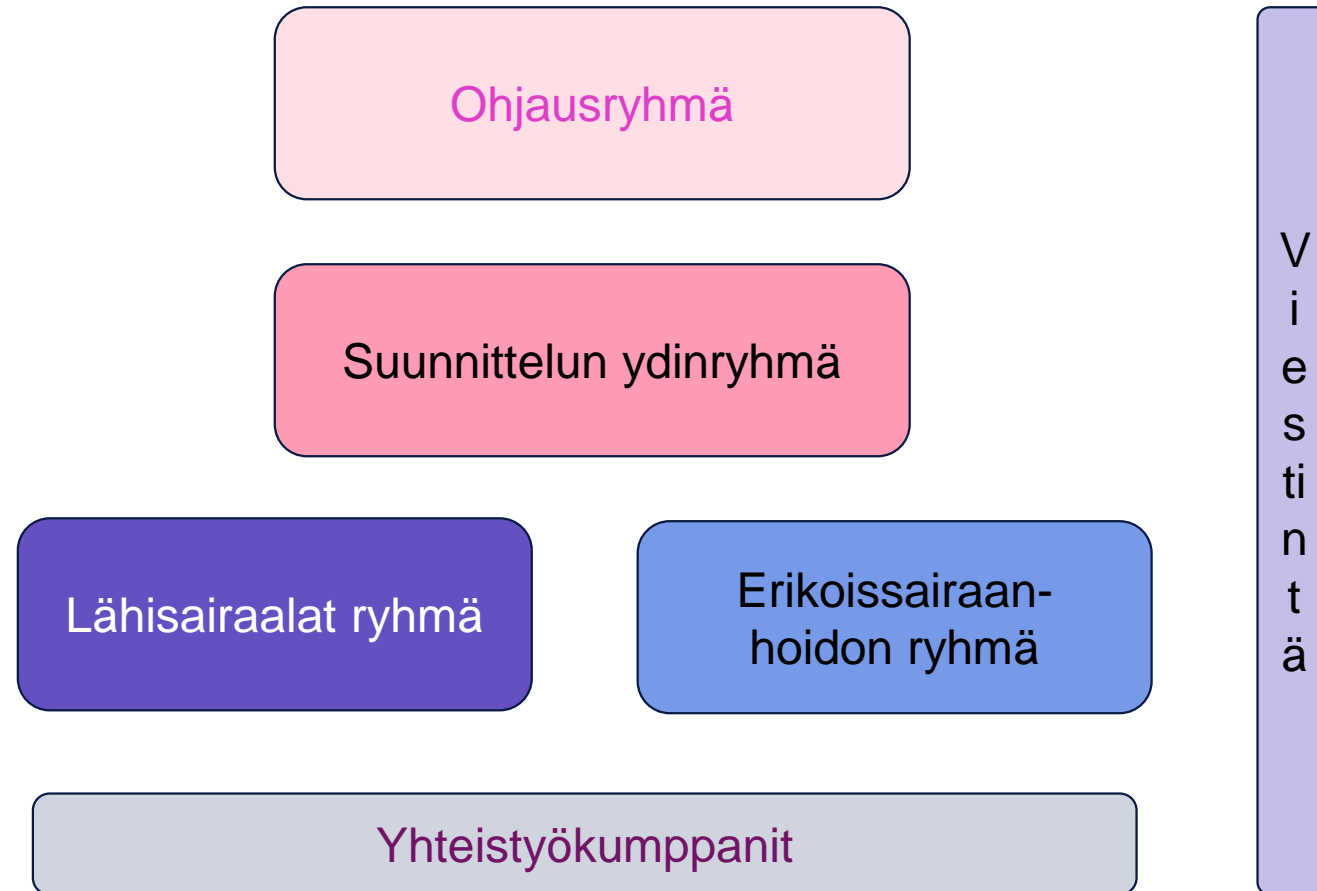 Ohjausryhmä
Suunnittelun ydinryhmä
Lähisairaalat ryhmä
Erikoissairaan-
hoidon ryhmä
Yhteistyökumppanit
V
i
e
s
ti
n
t
ä